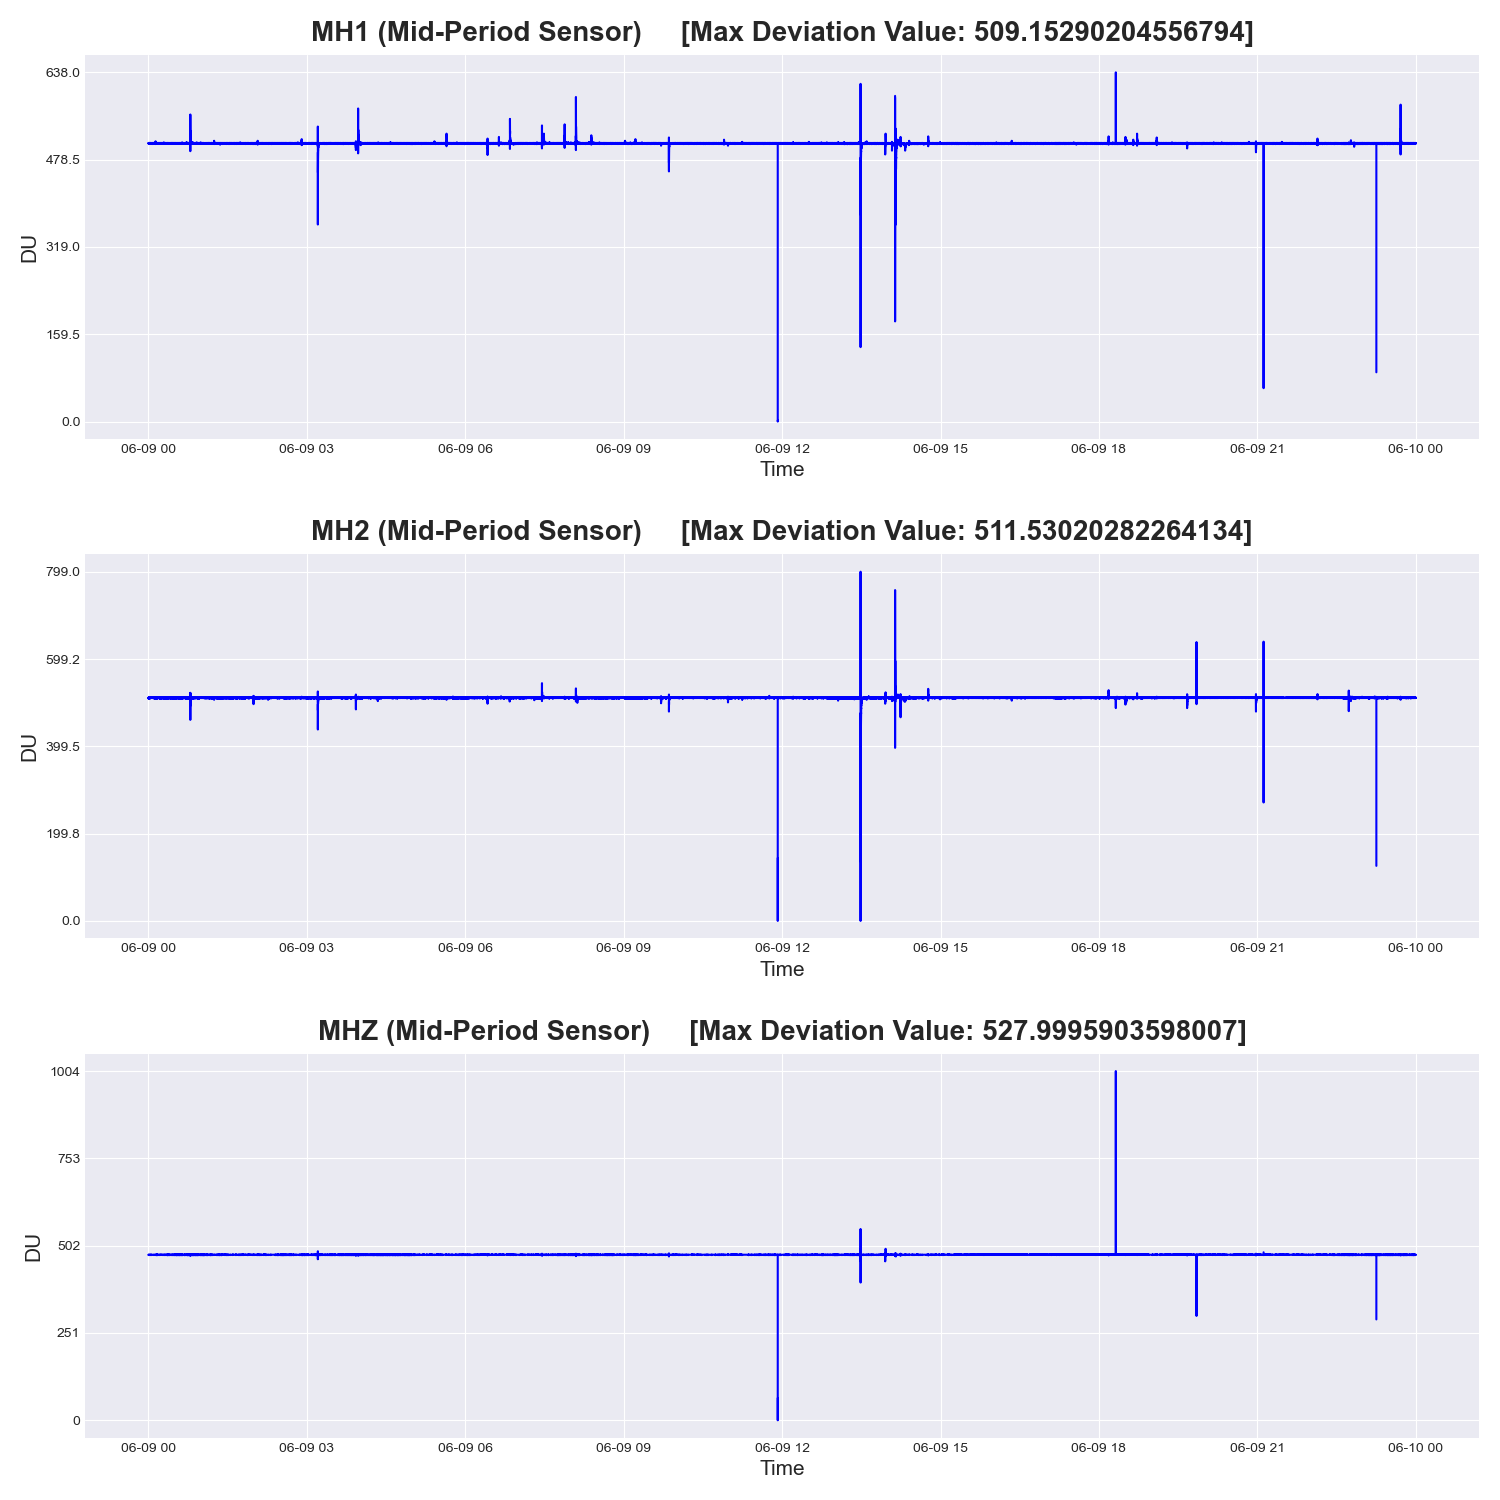 MH1 (Mid-Period Sensor) [Max Deviation Value: 509.15290204556794]
638.0
478.5
319.0
159.5
0.0
DU
06-09 00 06-09 03 06-09 06 06-09 09 06-09 12 06-09 15 06-09 18 06-09 21 06-10 00
Time
MH2 (Mid-Period Sensor) [Max Deviation Value: 511.53020282264134]
799.0
599.2
399.5
199.8
0.0
DU
06-09 00 06-09 03 06-09 06 06-09 09 06-09 12 06-09 15 06-09 18 06-09 21 06-10 00
Time
MHZ (Mid-Period Sensor) [Max Deviation Value: 527.9995903598007]
1004
753
502
251
0
DU
06-09 00 06-09 03 06-09 06 06-09 09 06-09 12 06-09 15 06-09 18 06-09 21 06-10 00
Time